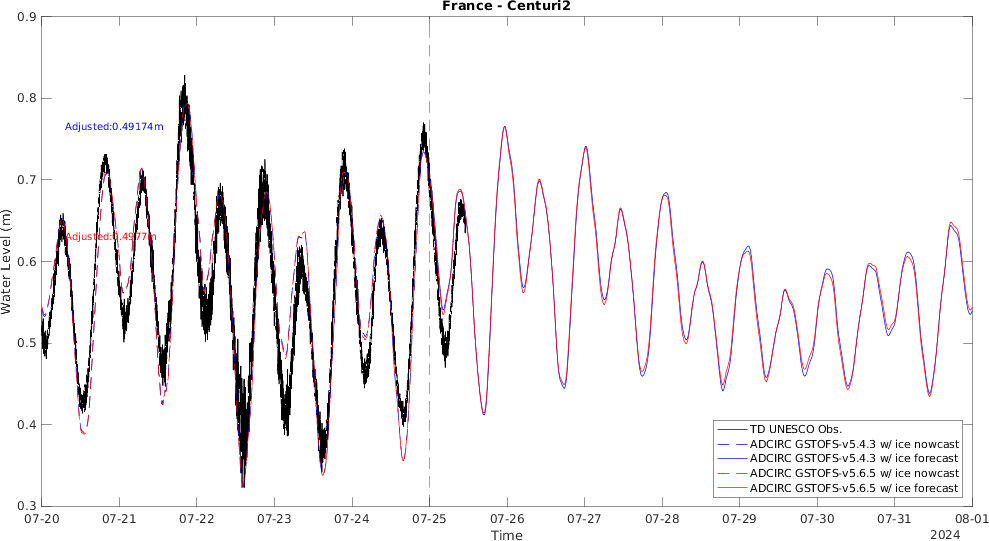 France - Centuri2
0.9
0.8
0.7
0.6
0.5
0.4
0.3
Water Level (m)
Adjusted:0.49174m
Adjusted:0.4977m
TD UNESCO Obs.
ADCIRC GSTOFS-v5.4.3 w/ ice nowcast
ADCIRC GSTOFS-v5.4.3 w/ ice forecast
ADCIRC GSTOFS-v5.6.5 w/ ice nowcast
ADCIRC GSTOFS-v5.6.5 w/ ice forecast
07-20 07-21 07-22 07-23 07-24 07-25 07-26 07-27 07-28 07-29 07-30 07-31 08-01
Time
2024